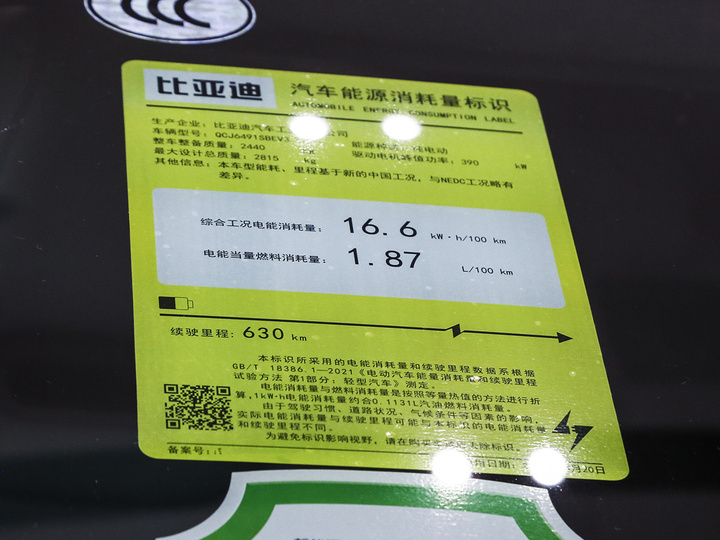 比亚迪 汽车能源消耗量标识
AUTOMOBILE ENERGY CONSUMPTION LABEL
生产企业: 比亚迪汽车工 公司
车辆型号: QCJ6491SBEV3 能源种类: 纯电动
整车整备质量: 2440 驱动电机峰值功率: 390 kW
最大设计总质量: 2815 kg
其他信息: 本车型能耗、里程基于新的中国工况, 与NEDC工况略有
差异。
综合工况电能消耗量: 16.6 kW·h/100 km
电能当量燃料消耗量: 1.87 L/100 km
续驶里程: 630 km
本标识所采用的电能消耗量和续驶里程数据系根据
GB/T 18386.1—2021《电动汽车能量消耗量和续驶里程
试验方法 第1部分: 轻型汽车》测定。
电能消耗量与燃料消耗量是按照等量热值的方法进行折
算, 1kW·h电能消耗量约合0.1131L汽油燃料消耗量。
由于驾驶习惯、道路状况、气候条件等因素的影响,
实际电能消耗量与续驶里程可能与本标识的电能消耗量
和续驶里程不同。
为避免标识影响视野, 请在购买 去除标识。
备案号: 用日期: 月20日